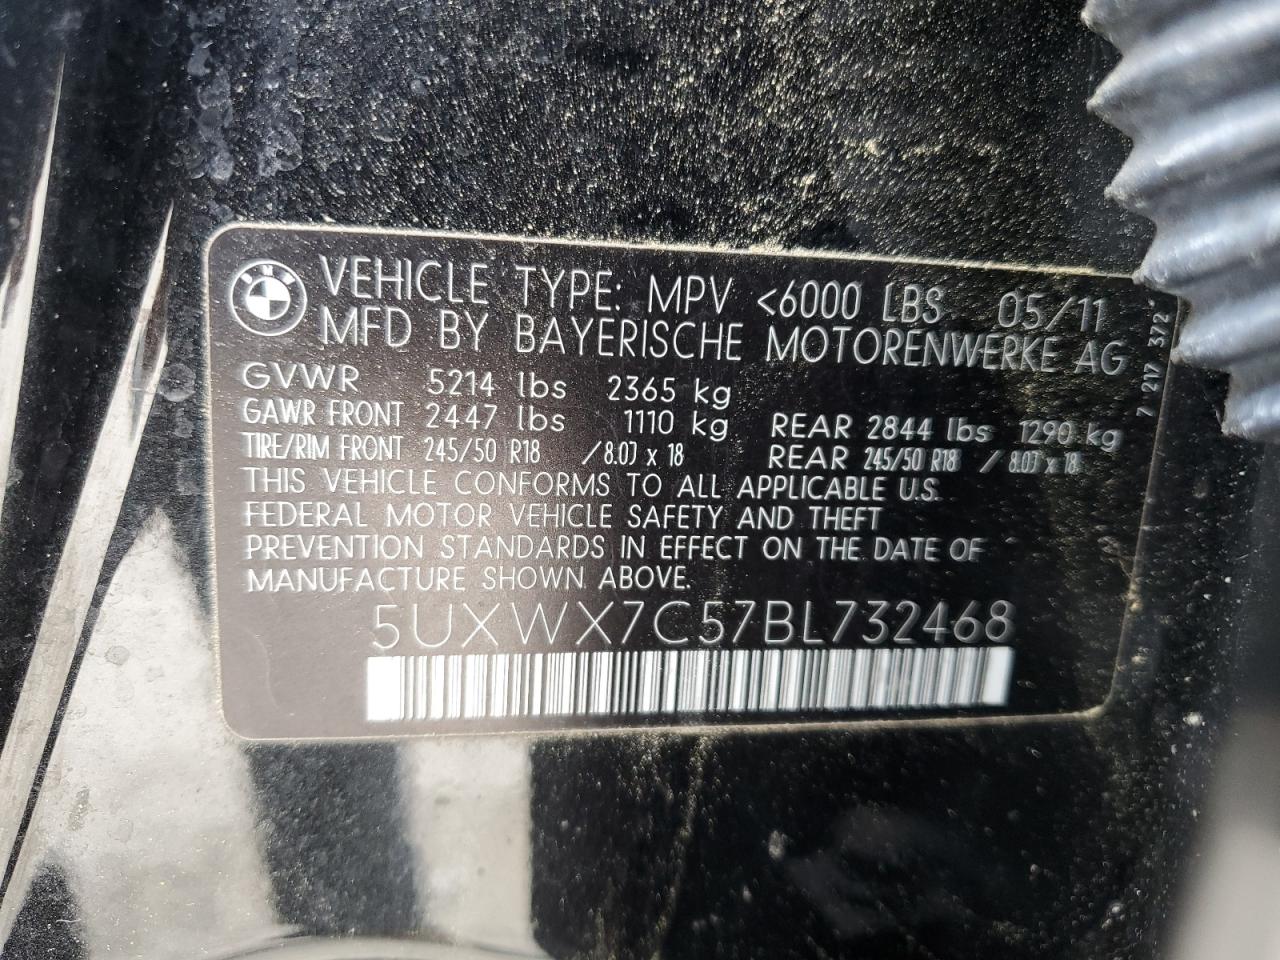 VEHICLE TYPE: MPV <6000 LBS 05/11
MFD BY BAYERISCHE MOTORENWERKE AG
GVWR 5214 lbs 2365 kg
GAWR FRONT 2447 lbs 1110 kg REAR 2844 lbs 1290 kg
TIRE/RIM FRONT 245/50 R18 /8.0J x 18 REAR 245/50 R18 / 8.0J x 18
THIS VEHICLE CONFORMS TO ALL APPLICABLE U.S.
FEDERAL MOTOR VEHICLE SAFETY AND THEFT
PREVENTION STANDARDS IN EFFECT ON THE DATE OF
MANUFACTURE SHOWN ABOVE.
5UXWX7C57BL732468
7 217 372